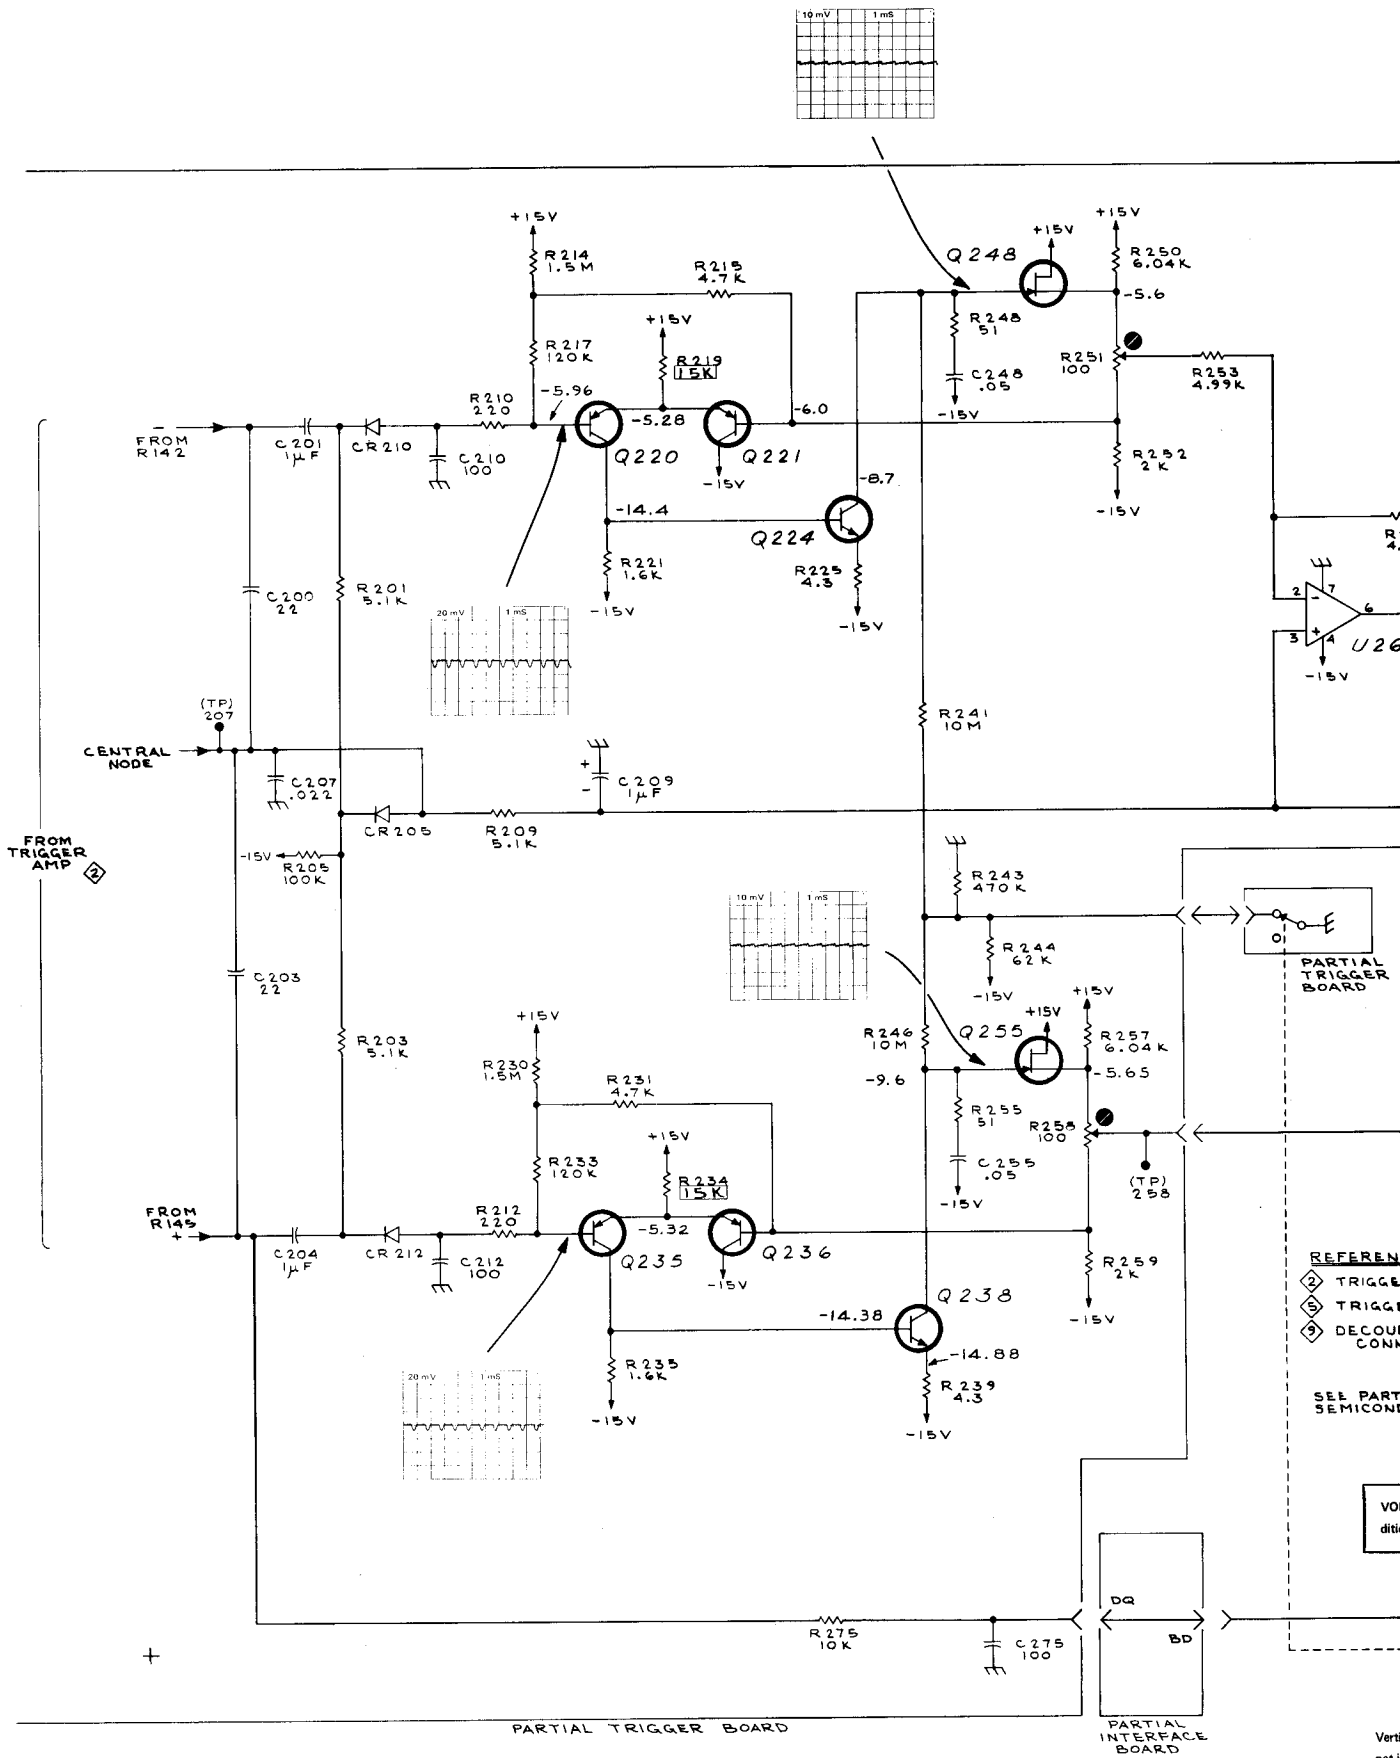 10 mV 1 mS
+15V
R214
1.5M
R215
4.7K
+15V
R217
120K
R219
15K
-5.96
R210
220
-5.28
-6.0
Q220
Q221
-15V
FROM
R142
C201
1µF
CR210
C210
100
-14.4
R221
1.6K
-15V
Q224
-8.7
R225
4.3
-15V
Q248
+15V
+15V
R250
6.04K
-5.6
R248
51
C248
.05
-15V
R251
100
R253
4.99K
R252
2K
-15V
C200
22
R201
5.1K
20 mV 1 mS
2
3
7
4
6
-15V
R241
10M
(TP)
207
CENTRAL
NODE
C207
.022
+
-
C209
1µF
CR205
R209
5.1K
FROM
TRIGGER
AMP
2
-15V
R205
100K
C203
22
R203
5.1K
10 mV 1 mS
R243
470K
R244
62K
-15V
PARTIAL
TRIGGER
BOARD
+15V
R230
1.5M
R231
4.7K
+15V
R233
120K
R234
15K
R246
10M
-9.6
Q255
+15V
+15V
R257
6.04K
-5.65
R255
51
C255
.05
-15V
R258
100
(TP)
258
FROM
R145
+
C204
1µF
CR212
C212
100
R212
220
-5.32
Q235
Q236
-15V
R259
2K
-15V
-14.38
Q238
-14.88
R239
4.3
-15V
R235
1.6K
-15V
20 mV 1 mS
2 TRIGGE
5 TRIGGE
9 DECOU
SEE PART
R275
10K
C275
100
DQ
BD
PARTIAL TRIGGER BOARD
PARTIAL
INTERFACE
BOARD